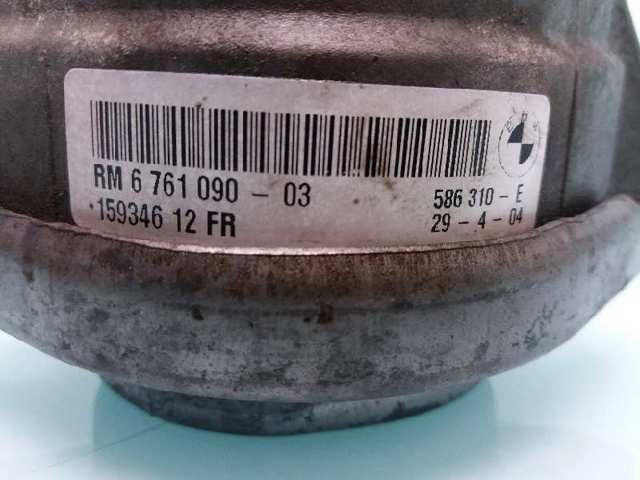 RM 6 761 090 - 03
*159346 12 FR
586 310 - E
29 - 4 - 04